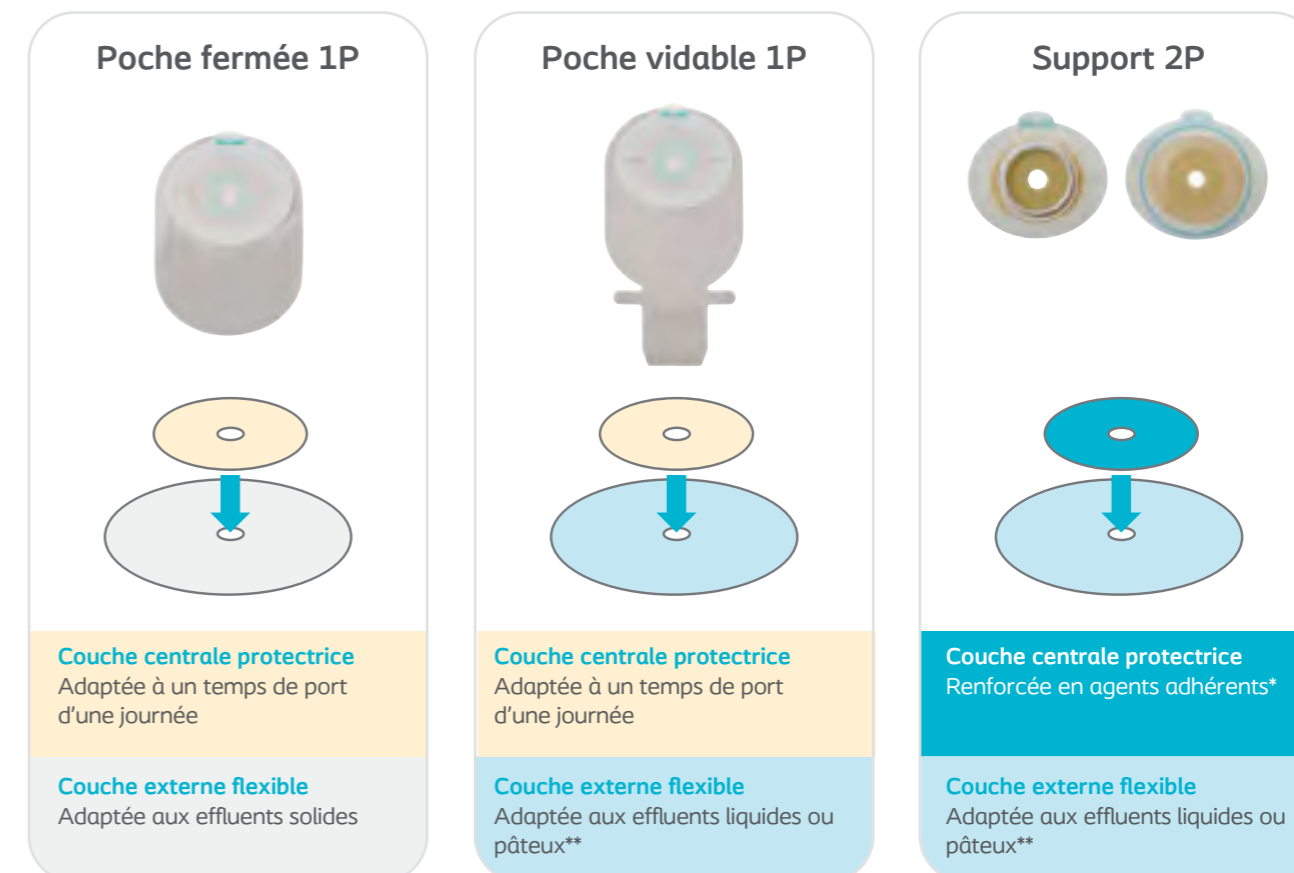 Poche fermée 1P
Couche centrale protectrice
Adaptée à un temps de port
d'une journée
Couche externe flexible
Adaptée aux effluents solides
Poche vidable 1P
Couche centrale protectrice
Adaptée à un temps de port
d'une journée
Couche externe flexible
Adaptée aux effluents liquides ou
pâteux**
Support 2P
Couche centrale protectrice
Renforcée en agents adhérents*
Couche externe flexible
Adaptée aux effluents liquides ou
pâteux**